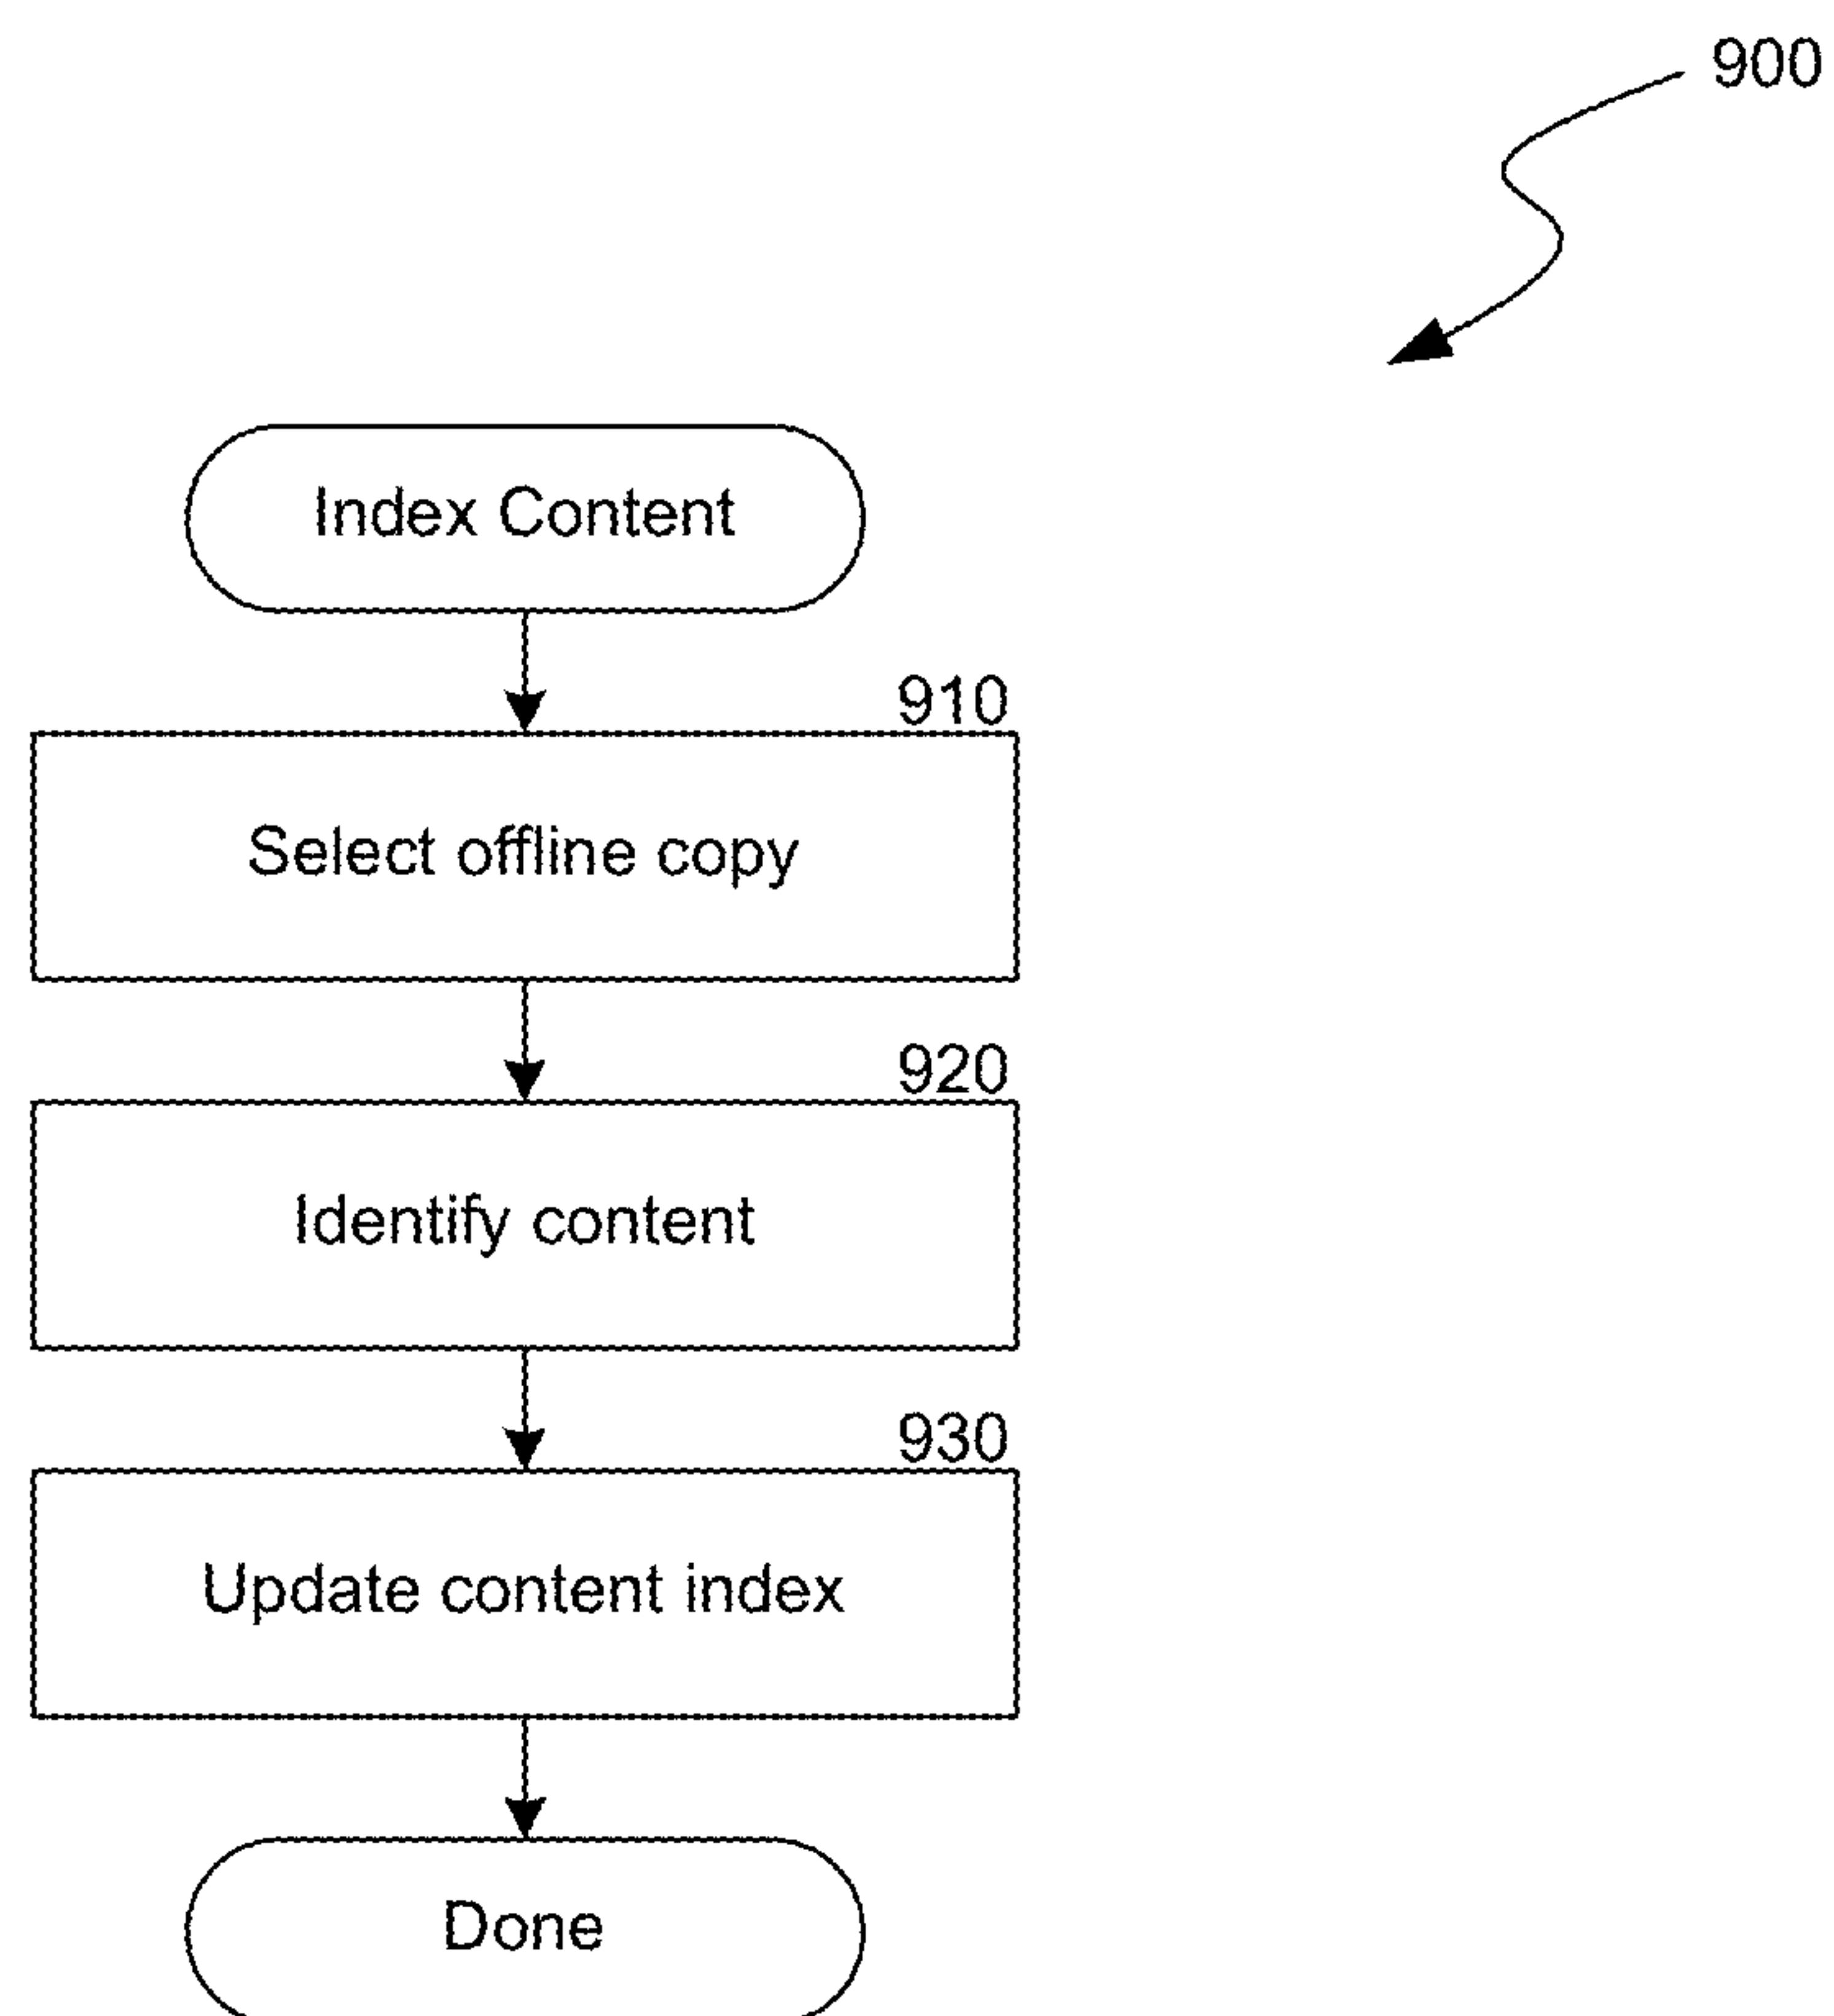 900
Index Content
910
Select offline copy
920
Identify content
930
Update content index
Done